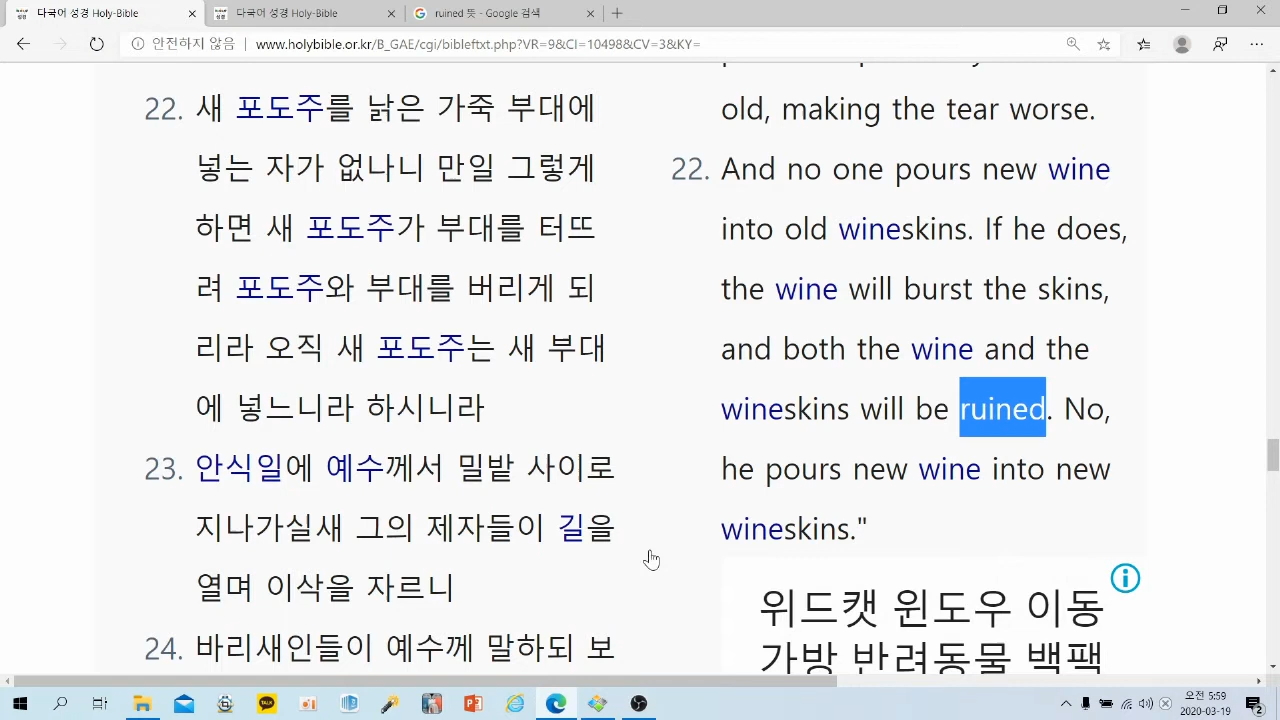 다국어 성경 Holy-Bible
다국어 성경 Holy-Bible
ruined 뜻 - Google 검색
안전하지 않음
www.holybible.or.kr/B_GAE/cgi/bibleftxt.php?VR=9&CI=10498&CV=3&KY=
22. 새 포도주를 낡은 가죽 부대에
넣는 자가 없나니 만일 그렇게
하면 새 포도주가 부대를 터뜨
려 포도주와 부대를 버리게 되
리라 오직 새 포도주는 새 부대
에 넣느니라 하시니라
23. 안식일에 예수께서 밀밭 사이로
지나가실새 그의 제자들이 길을
열며 이삭을 자르니
24. 바리새인들이 예수께 말하되 보
old, making the tear worse.
22. And no one pours new wine
into old wineskins. If he does,
the wine will burst the skins,
and both the wine and the
wineskins will be ruined. No,
he pours new wine into new
wineskins."
위드캣 윈도우 이동
가방 반려동물 백팩
TALK
오전 5:59
2020-03-19
2